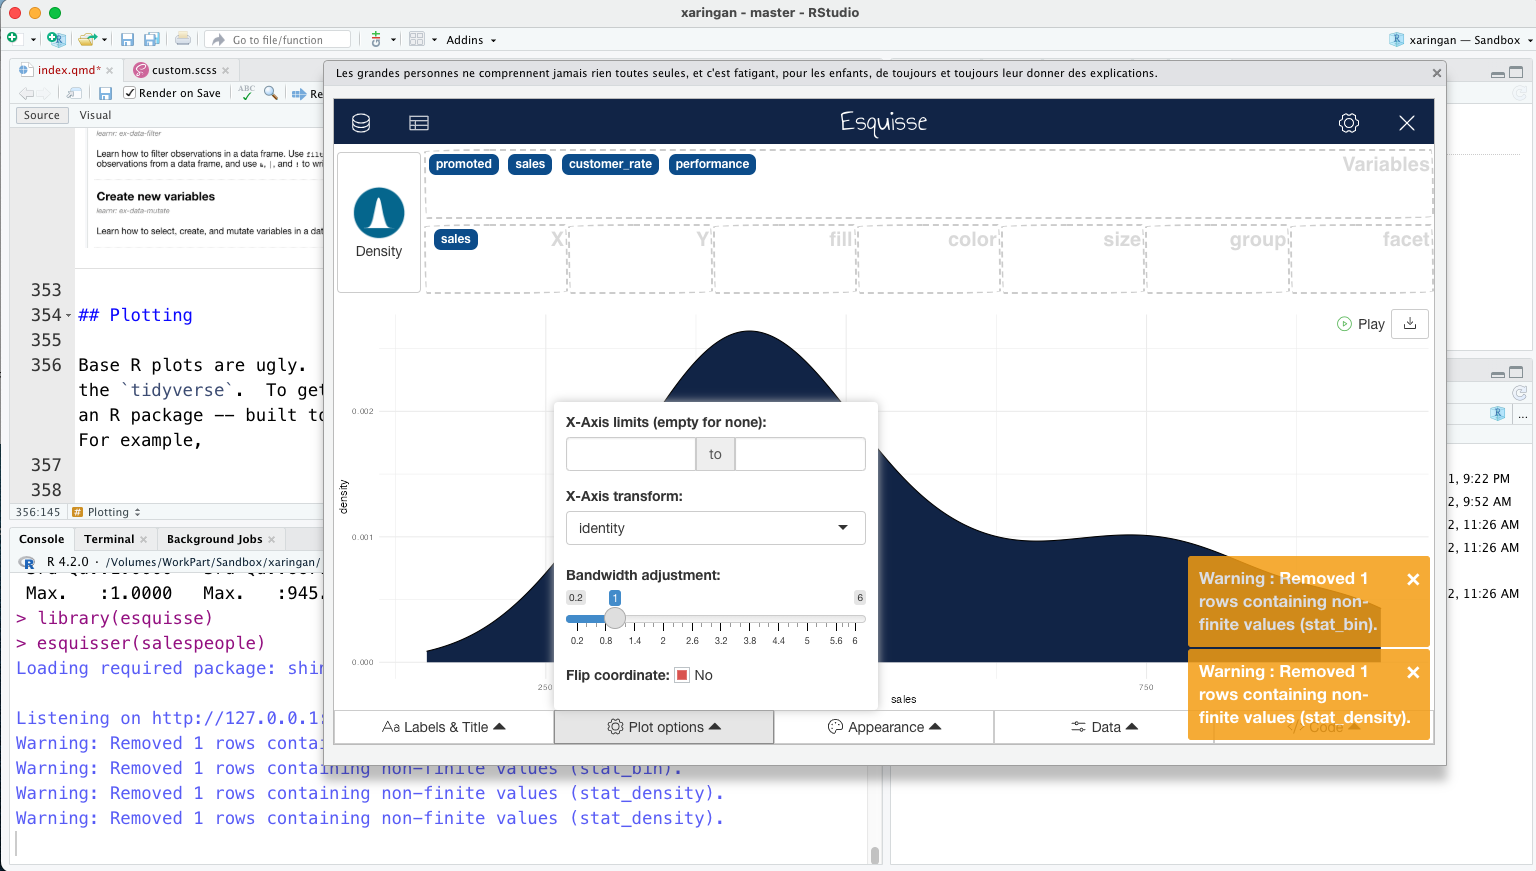 xaringan - master - RStudio
Go to file/function
Addins
xaringan — Sandbox
index.qmd*
custom.scss
Render on Save
ABC
Re
Source
Visual
learnr: ex-data-filter
Learn how to filter observations in a data frame. Use
observations from a data frame, and use &, |, and ! to
Create new variables
learnr: ex-data-mutate
Learn how to select, create, and mutate variables in a dat
353
354
## Plotting
355
356
Base R plots are ugly.
the `tidyverse`. To get
an R package -- built to
For example,
357
358
356:145
# Plotting
Console
Terminal
Background Jobs
R 4.2.0 · /Volumes/WorkPart/Sandbox/xaringan/
Max. :1.0000 Max. :945.
> library(esquisse)
> esquisser(salespeople)
Loading required package: shin
Listening on http://127.0.0.1:
Warning: Removed 1 rows contai
Warning: Removed 1 rows containing non-finite values (stat_bin).
Warning: Removed 1 rows containing non-finite values (stat_density).
Warning: Removed 1 rows containing non-finite values (stat_density).
Les grandes personnes ne comprennent jamais rien toutes seules, et c'est fatigant, pour les enfants, de toujours et toujours leur donner des explications.
Esquisse
Density
promoted
sales
customer_rate
performance
Variables
sales
X
Y
fill
color
size
group
facet
Play
0.002
0.001
0.000
density
250
750
sales
X-Axis limits (empty for none):
to
X-Axis transform:
identity
Bandwidth adjustment:
0.2
1
6
0.2 0.8 1.4 2 2.6 3.2 3.8 4.4 5 5.6 6
Flip coordinate:
No
Warning : Removed 1
rows containing non-
finite values (stat_bin).
Warning : Removed 1
rows containing non-
finite values (stat_density).
Aa Labels & Title
Plot options
Appearance
Data
</> Code
...
1, 9:22 PM
2, 9:52 AM
2, 11:26 AM
2, 11:26 AM
2, 11:26 AM